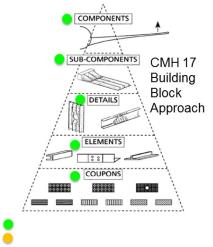 COMPONENTS
SUB-COMPONENTS
CMH 17
Building
Block
Approach
DETAILS
ELEMENTS
COUPONS